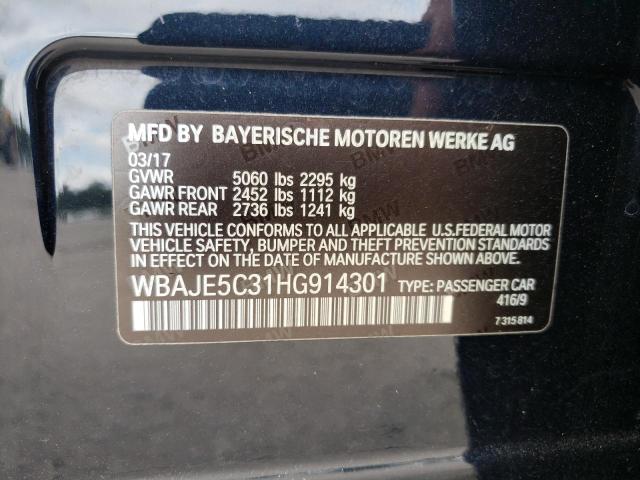 MFD BY BAYERISCHE MOTOREN WERKE AG
03/17
GVWR 5060 lbs 2295 kg
GAWR FRONT 2452 lbs 1112 kg
GAWR REAR 2736 lbs 1241 kg
THIS VEHICLE CONFORMS TO ALL APPLICABLE U.S.FEDERAL MOTOR
VEHICLE SAFETY, BUMPER AND THEFT PREVENTION STANDARDS
IN EFFECT ON THE DATE OF MANUFACTURE SHOWN ABOVE.
WBAJE5C31HG914301 TYPE: PASSENGER CAR
416/9
7 315 814